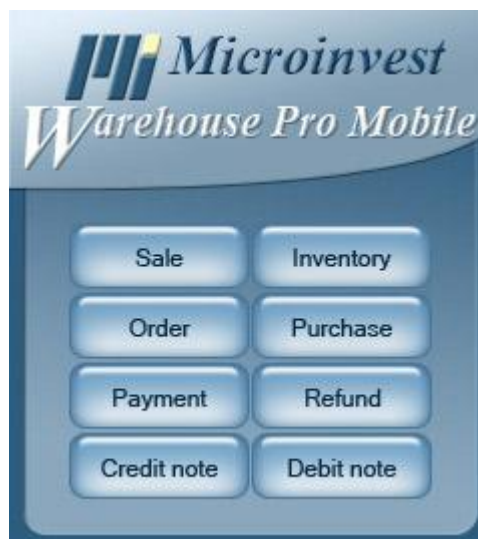 Microinvest
Warehouse Pro Mobile
Sale Inventory
Order Purchase
Payment Refund
Credit note Debit note